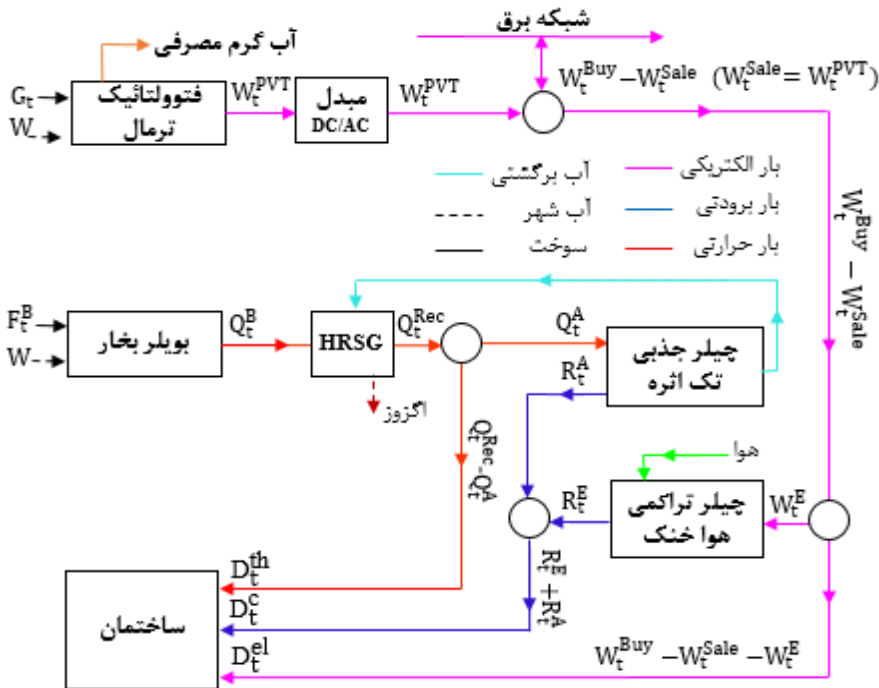 شبکه برق
آب گرم مصرفی
G_t
W
فتوولتائیک
ترمال
W_t^PVT
مبدل
DC/AC
W_t^PVT
W_t^Buy −W_t^Sale (W_t^Sale = W_t^PVT)
بار الکتریکی
آب برگشتی
بار برودتی
آب شهر
بار حرارتی
سوخت
W_t^Buy − W_t^Sale
F_t^B
W
بویلر بخار
Q_t^B
HRSG
Q_t^Rec
Q_t^A
چیلر جذبی
تک اثره
R_t^A
اگزوز
Q_t^Rec-Q_t^A
هوا
چیلر تراکمی
هوا خنک
R_t^E
W_t^E
R_t^E +R_t^A
ساختمان
D_t^th
D_t^c
D_t^el
W_t^Buy −W_t^Sale −W_t^E